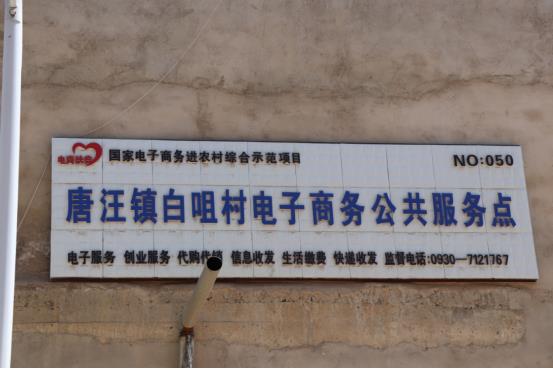 电商扶贫 国家电子商务进农村综合示范项目 NO:050
唐汪镇白咀村电子商务公共服务点
电子服务 创业服务 代购代销 信息收发 生活缴费 快递收发 监督电话:0930—7121767